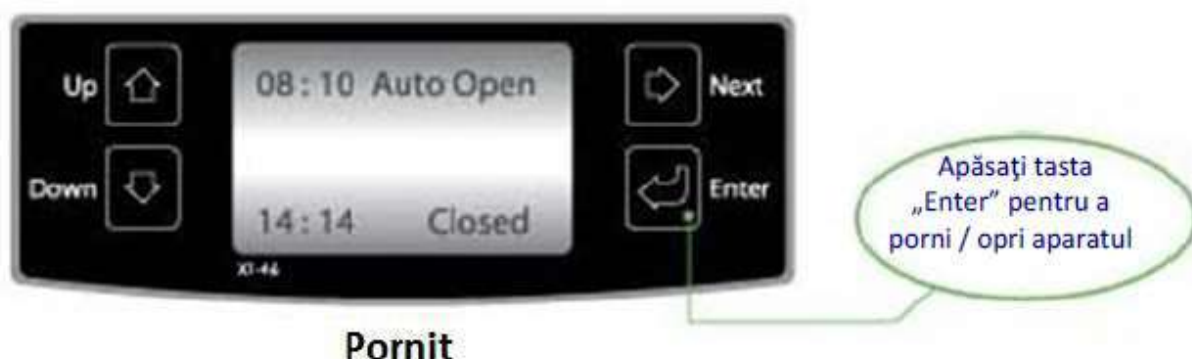 Up
08:10 Auto Open
Next
Down
14:14 Closed
Enter
X1-46
Apăsaţi tasta
„Enter” pentru a
porni / opri aparatul
Pornit